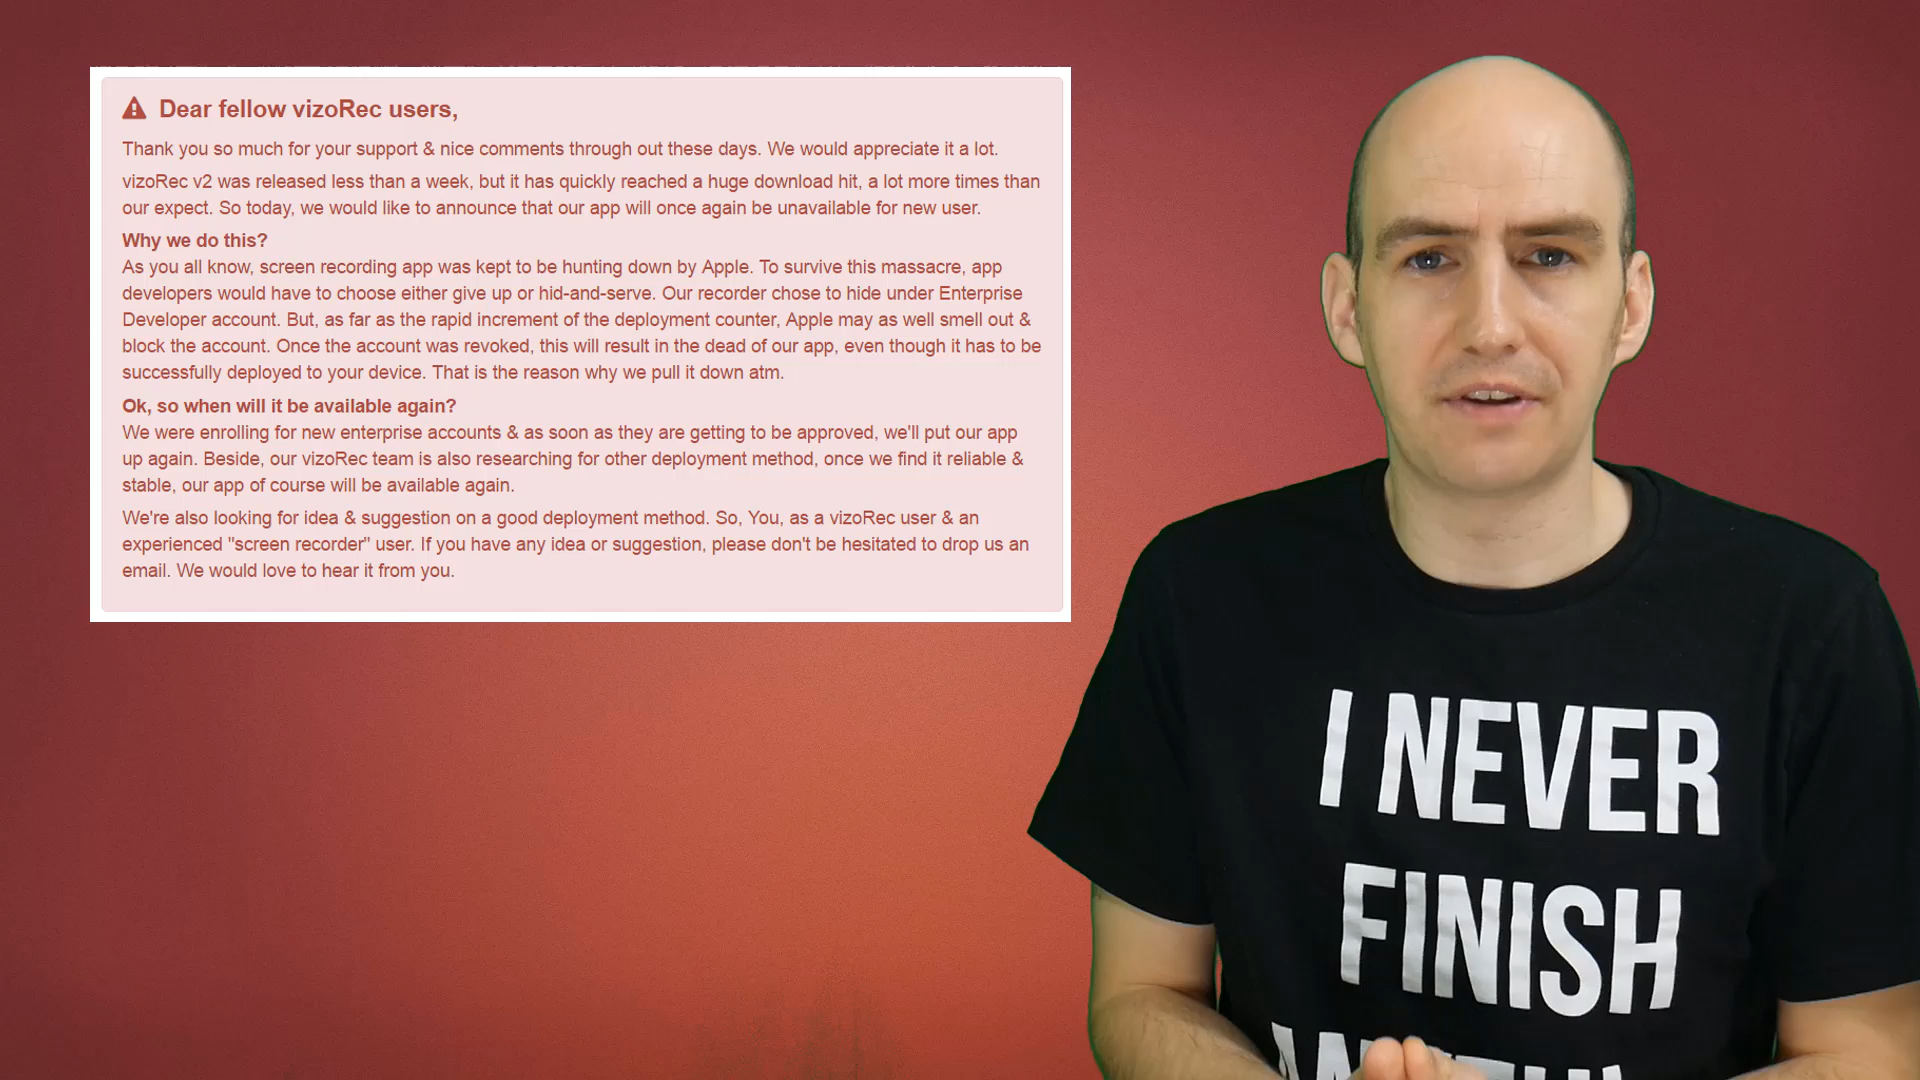 Dear fellow vizoRec users,
Thank you so much for your support & nice comments through out these days. We would appreciate it a lot.
vizoRec v2 was released less than a week, but it has quickly reached a huge download hit, a lot more times than
our expect. So today, we would like to announce that our app will once again be unavailable for new user.
Why we do this?
As you all know, screen recording app was kept to be hunting down by Apple. To survive this massacre, app
developers would have to choose either give up or hid-and-serve. Our recorder chose to hide under Enterprise
Developer account. But, as far as the rapid increment of the deployment counter, Apple may as well smell out &
block the account. Once the account was revoked, this will result in the dead of our app, even though it has to be
successfully deployed to your device. That is the reason why we pull it down atm.
Ok, so when will it be available again?
We were enrolling for new enterprise accounts & as soon as they are getting to be approved, we'll put our app
up again. Beside, our vizoRec team is also researching for other deployment method, once we find it reliable &
stable, our app of course will be available again.
We're also looking for idea & suggestion on a good deployment method. So, You, as a vizoRec user & an
experienced "screen recorder" user. If you have any idea or suggestion, please don't be hesitated to drop us an
email. We would love to hear it from you.
I NEVER
FINISH